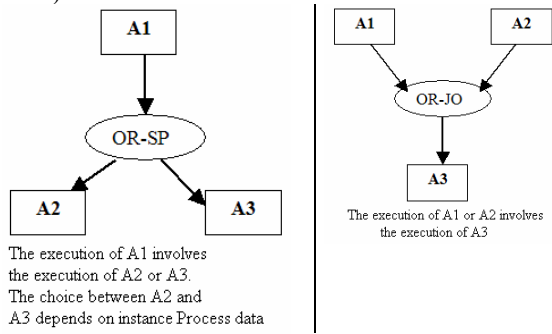 A1
OR-SP
A2 A3
The execution of A1 involves
the execution of A2 or A3.
The choice between A2 and
A3 depends on instance Process data
A1 A2
OR-JO
A3
The execution of A1 or A2 involves
the execution of A3